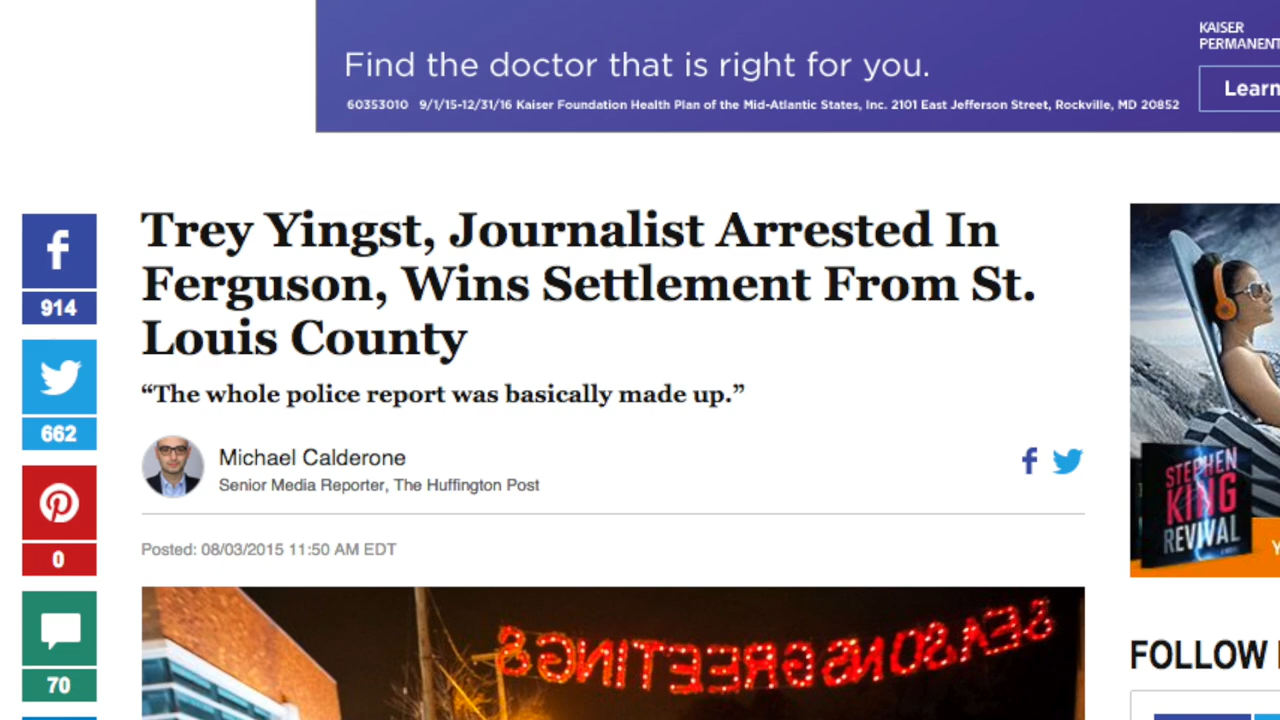 KAISER
Find the doctor that is right for you.
60353010 9/1/15-12/31/16 Kaiser Foundation Health Plan of the Mid-Atlantic States, Inc. 2101 East Jefferson Street, Rockville, MD 20852
PERMANENT
Learn
Trey Yingst, Journalist Arrested In
Ferguson, Wins Settlement From St.
Louis County
“The whole police report was basically made up.”
Michael Calderone
Senior Media Reporter, The Huffington Post
Posted: 08/03/2015 11:50 AM EDT
914
662
0
70
SEASONS GREETINGS
STEPHEN
KING
REVIVAL
Y
FOLLOW